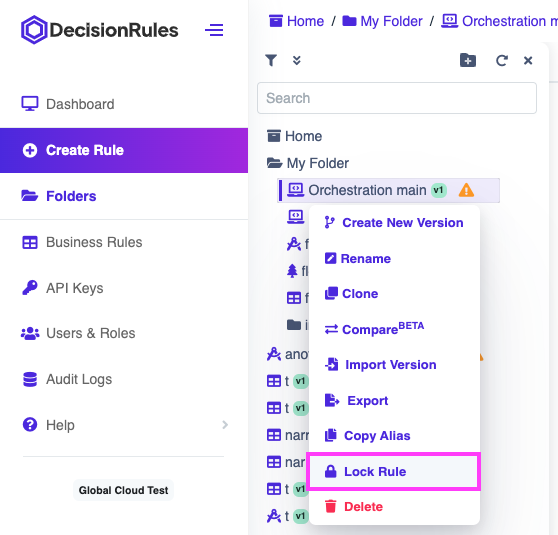 DecisionRules
Home / My Folder / Orchestration m
Dashboard
Create Rule
Folders
Business Rules
API Keys
Users & Roles
Audit Logs
Help
Global Cloud Test
Search
Home
My Folder
Orchestration main v1
Create New Version
Rename
Clone
CompareBETA
Import Version
Export
Copy Alias
Lock Rule
Delete
f
fl
f
i
ano
t v1
t v1
narr
nar
t v1
t v1